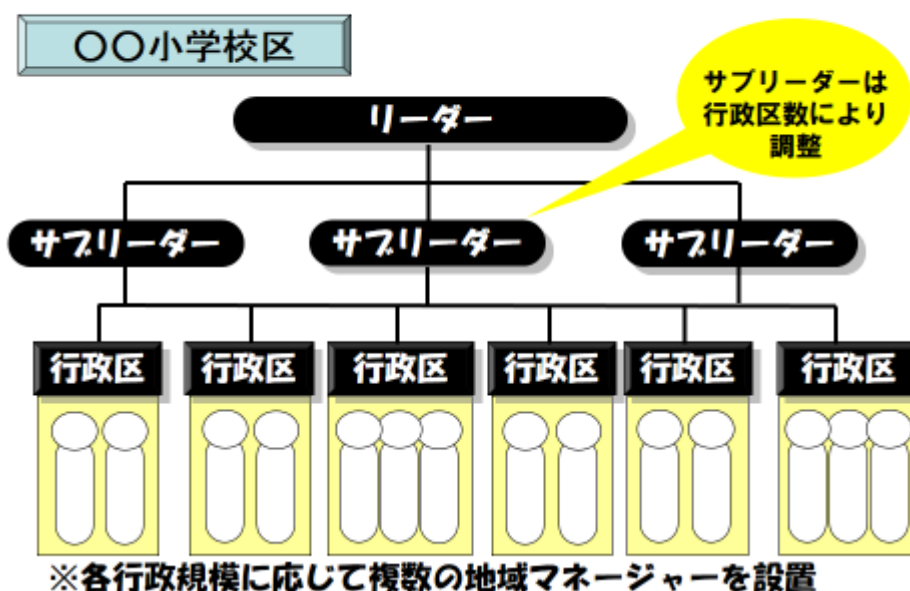 〇〇小学校区
サブリーダーは
行政区数により
調整
リーダー
サブリーダー
サブリーダー
サブリーダー
行政区
行政区
行政区
行政区
行政区
行政区
※各行政規模に応じて複数の地域マネージャーを設置